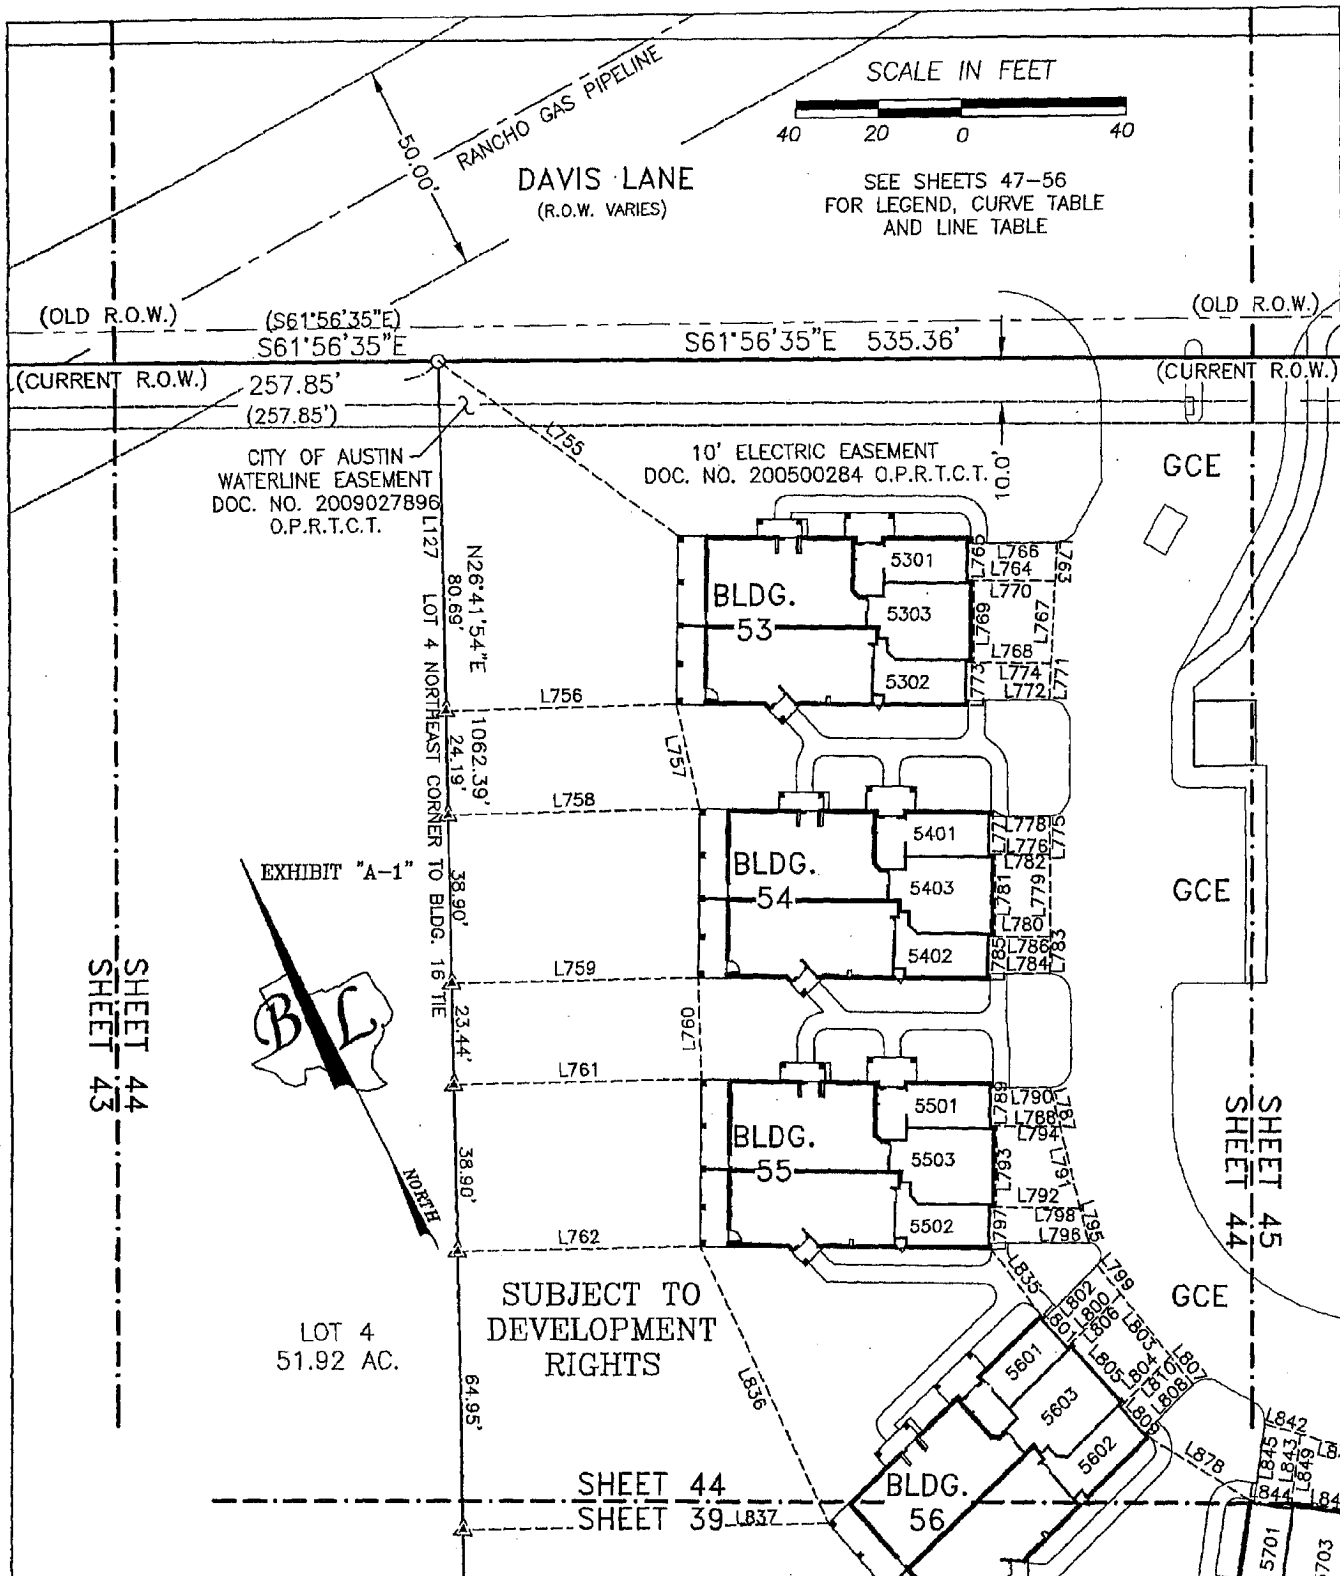 SCALE IN FEET
40 20 0 40
SEE SHEETS 47-56
FOR LEGEND, CURVE TABLE
AND LINE TABLE
RANCHO GAS PIPELINE
50.00'
DAVIS LANE
(R.O.W. VARIES)
(OLD R.O.W.)
(S61°56'35"E)
S61°56'35"E
S61°56'35"E 535.36'
(OLD R.O.W.)
(CURRENT R.O.W.)
257.85'
(257.85')
(CURRENT R.O.W.)
CITY OF AUSTIN
WATERLINE EASEMENT
DOC. NO. 2009027896
O.P.R.T.C.T.
L755
10' ELECTRIC EASEMENT
DOC. NO. 200500284 O.P.R.T.C.T.
10.0'
GCE
L127 LOT 4 NORTHEAST CORNER TO BLDG. 16 TIE
N26°41'54"E 1062.39'
80.69'
24.19'
38.90'
23.44'
38.90'
64.95'
BLDG.
53
5301
5303
5302
L765
L766
L764
L763
L770
L769
L767
L768
L774
L773
L772
L771
L756
L757
L758
BLDG.
54
5401
5403
5402
L777
L778
L776
L775
L782
L781
L779
L780
L786
L785
L784
L783
GCE
EXHIBIT "A-1"
B L
NORTH
L759
L760
L761
SHEET 44
SHEET 43
BLDG.
55
5501
5503
5502
L789
L790
L788
L787
L794
L793
L791
L792
L798
L797
L796
L795
SHEET 45
SHEET 44
L762
SUBJECT TO
DEVELOPMENT
RIGHTS
LOT 4
51.92 AC.
GCE
L835
L799
L802
L800
L801
L806
L803
L805
L804
L807
L810
L808
L809
L836
5601
5603
5602
BLDG.
56
L878
L842
L845
L843
L849
L844
5701
SHEET 44
SHEET 39
L837